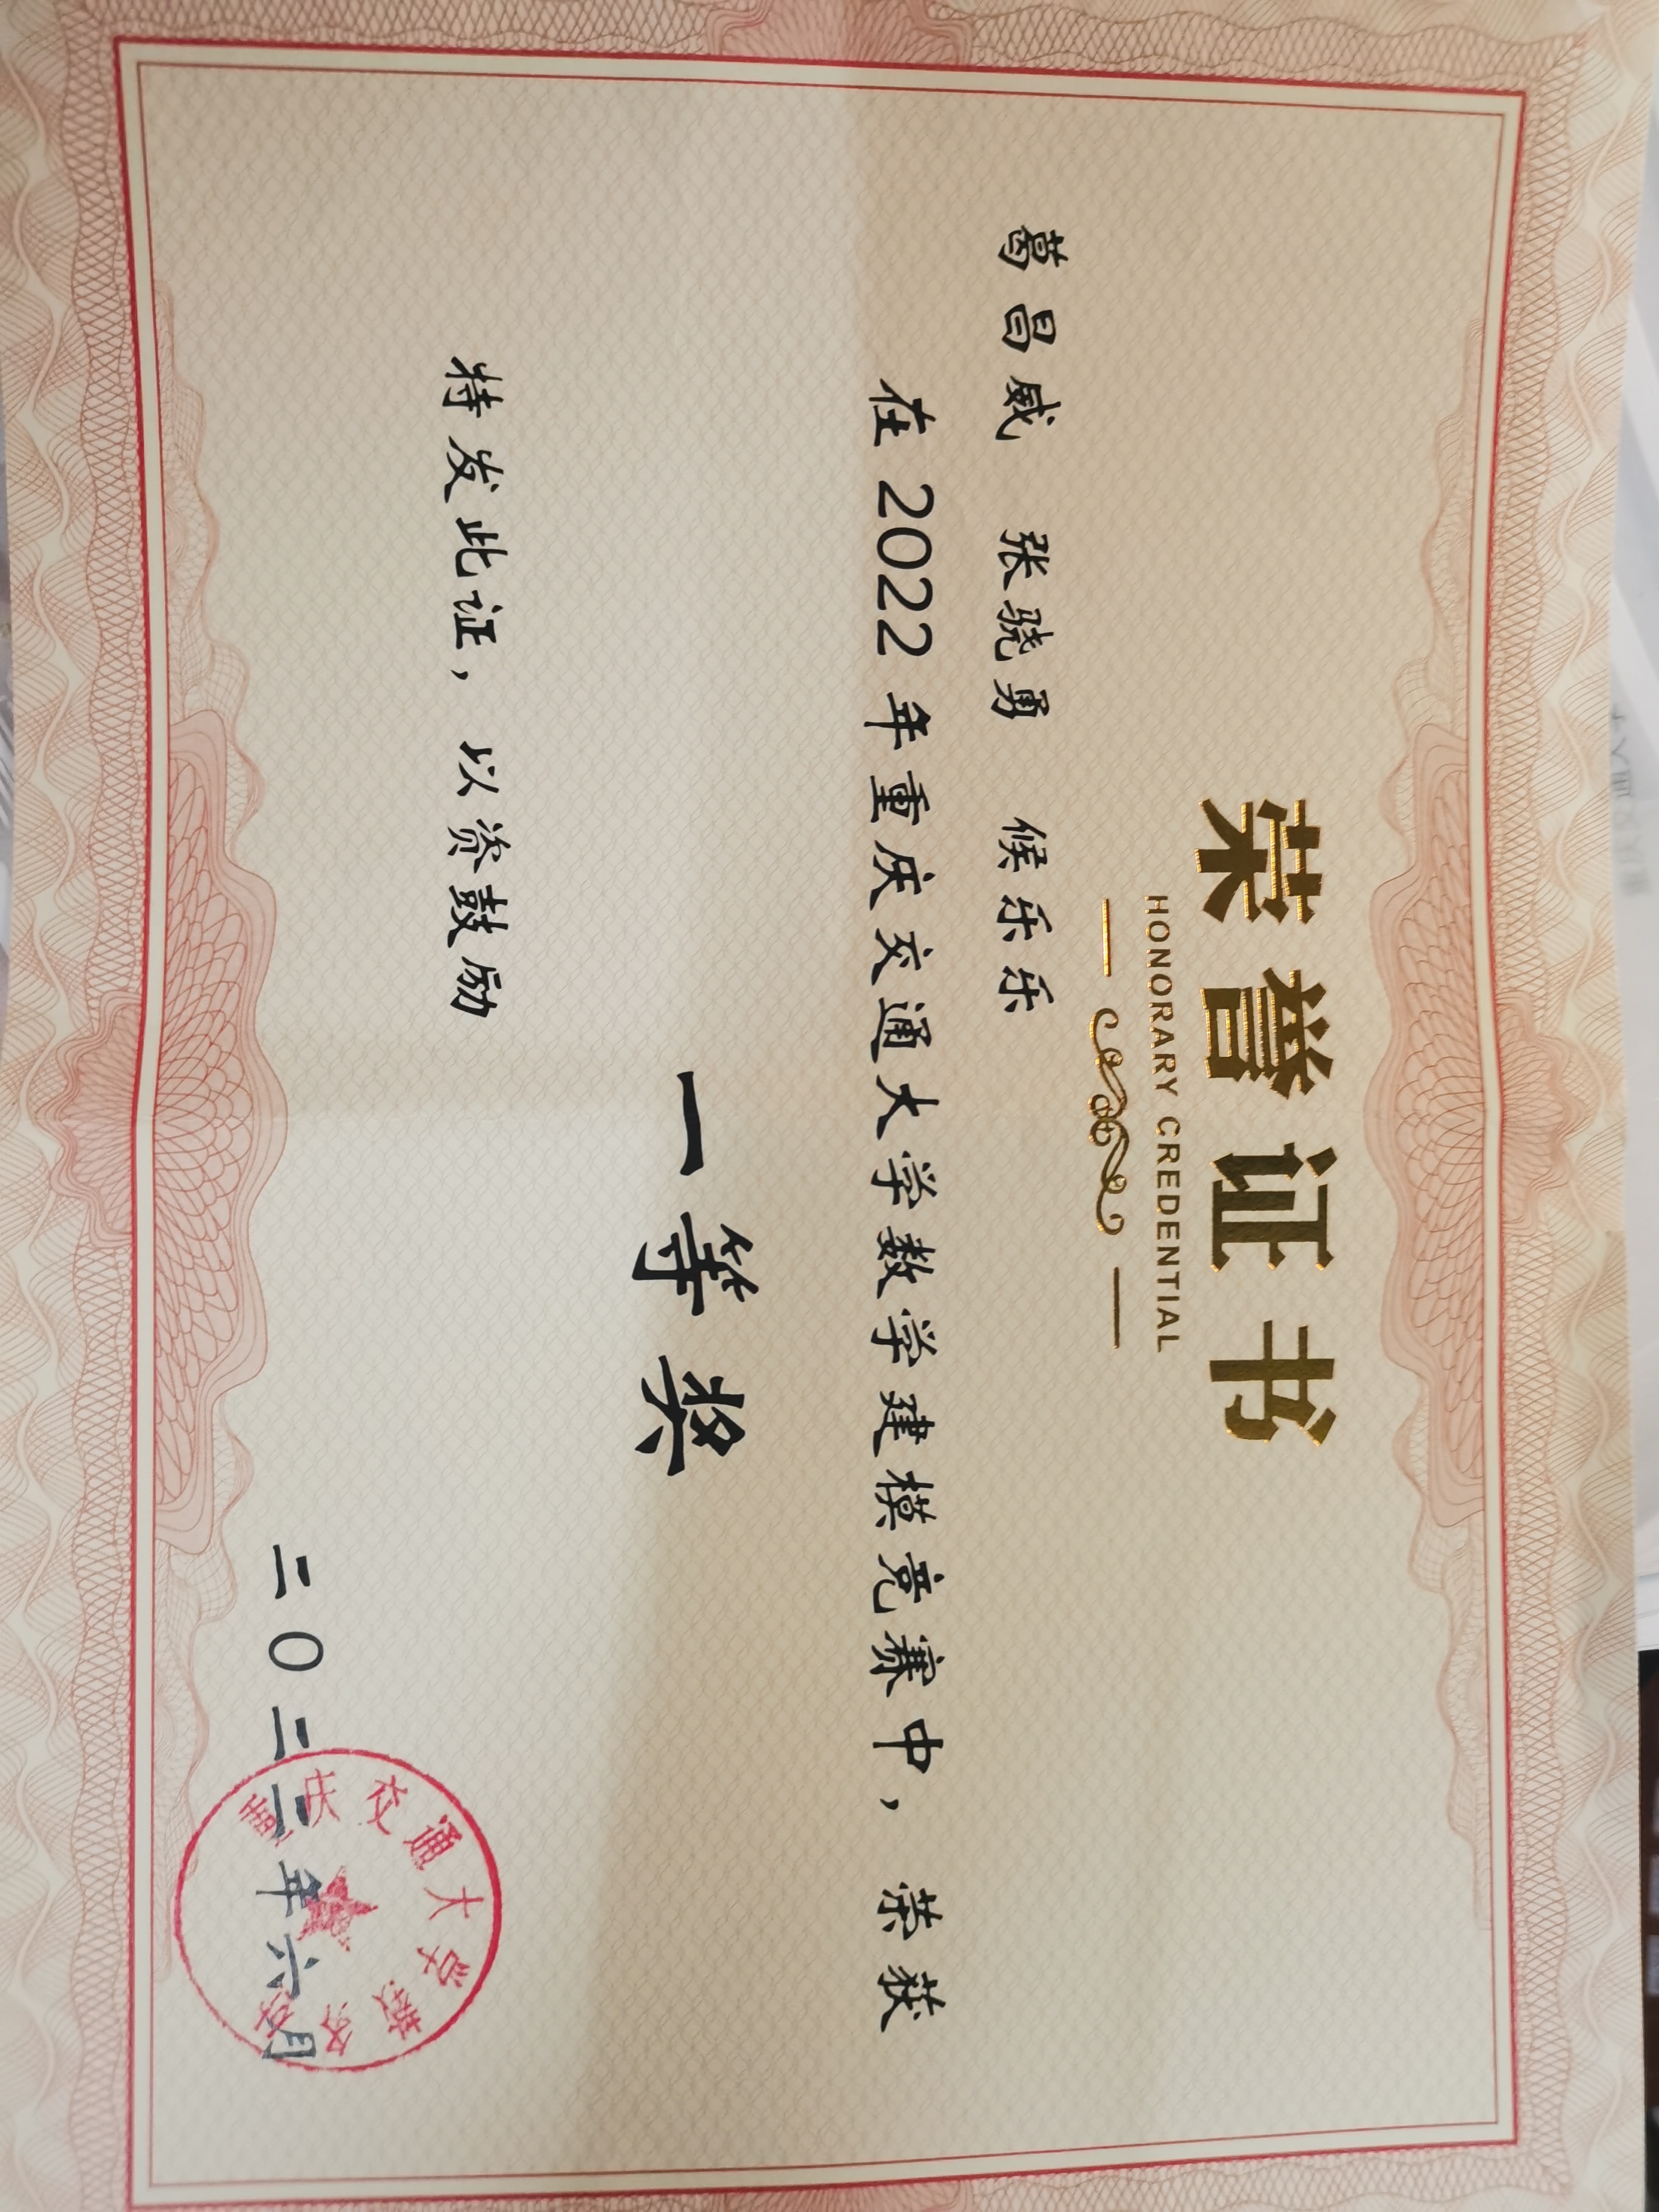 荣誉证书
HONORARY CREDENTIAL
葛昌威 张骁勇 候乐乐
在2022年重庆交通大学数学建模竞赛中，荣获
一等奖
特发此证，以资鼓励
二〇二二年六月
重庆交通大学教务处